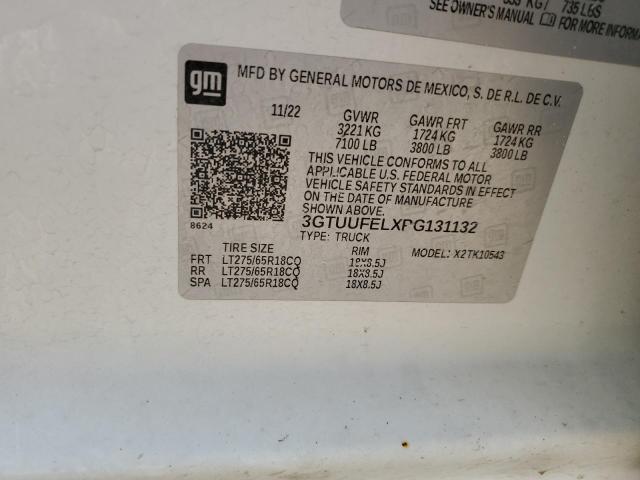 735 LBS
SEE OWNER'S MANUAL FOR MORE INFORMA
gm
MFD BY GENERAL MOTORS DE MEXICO, S. DE R.L. DE C.V.
11/22 GVWR GAWR FRT GAWR RR
3221 KG 1724 KG 1724 KG
7100 LB 3800 LB 3800 LB
THIS VEHICLE CONFORMS TO ALL
APPLICABLE U.S. FEDERAL MOTOR
VEHICLE SAFETY STANDARDS IN EFFECT
ON THE DATE OF MANUFACTURE
SHOWN ABOVE.
3GTUUFELXPG131132
8624
TYPE: TRUCK MODEL: X2TK10543
TIRE SIZE RIM
FRT LT275/65R18CQ 18X8.5J
RR LT275/65R18CQ 18X8.5J
SPA LT275/65R18CQ 18X8.5J